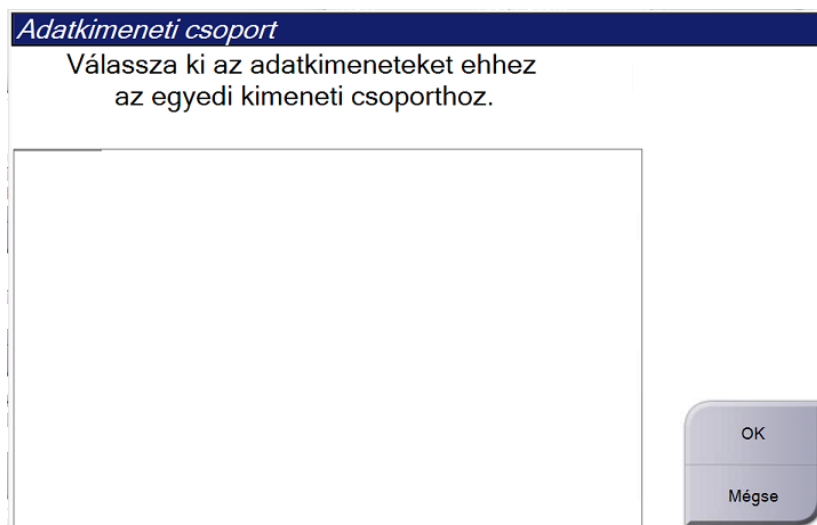 Adatkimeneti csoport
Válassza ki az adatkimeneteket ehhez
az egyedi kimeneti csoporthoz.
OK
Mégse